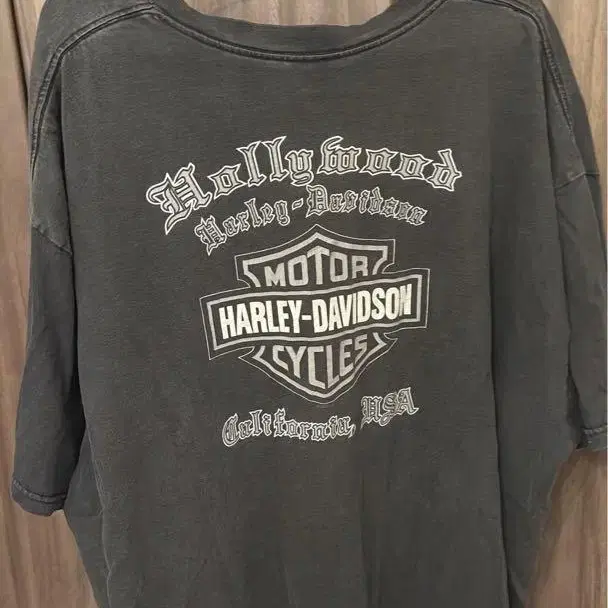 Hollywood
Harley-Davidson
MOTOR
HARLEY-DAVIDSON
CYCLES
California, USA